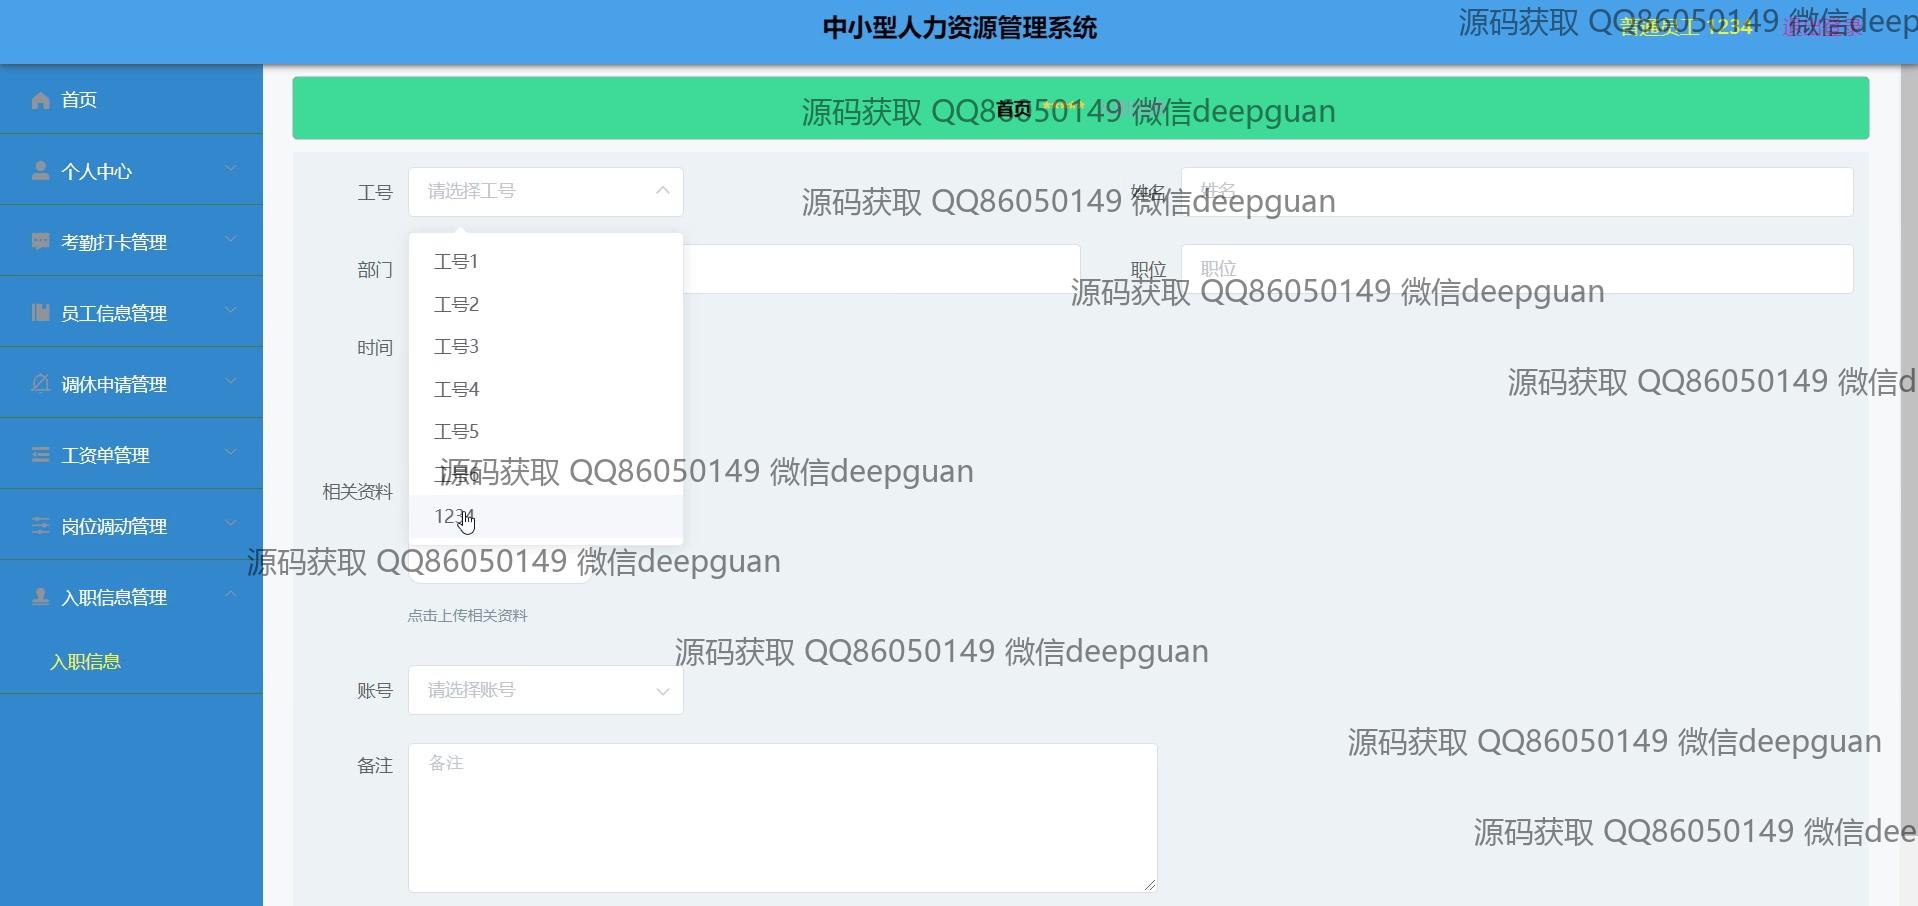 中小型人力资源管理系统
普通员工 1234
退出登录
源码获取 QQ86050149 微信deepg
首页
个人中心
考勤打卡管理
员工信息管理
调休申请管理
工资单管理
岗位调动管理
入职信息管理
入职信息
首页
源码获取 QQ86050149 微信deepguan
工号
请选择工号
姓名
姓名
源码获取 QQ86050149 微信deepguan
工号1
工号2
工号3
工号4
工号5
工号6
1234
部门
职位
职位
源码获取 QQ86050149 微信deepguan
时间
源码获取 QQ86050149 微信d
源码获取 QQ86050149 微信deepguan
相关资料
源码获取 QQ86050149 微信deepguan
点击上传相关资料
源码获取 QQ86050149 微信deepguan
账号
请选择账号
源码获取 QQ86050149 微信deepguan
备注
备注
源码获取 QQ86050149 微信dee